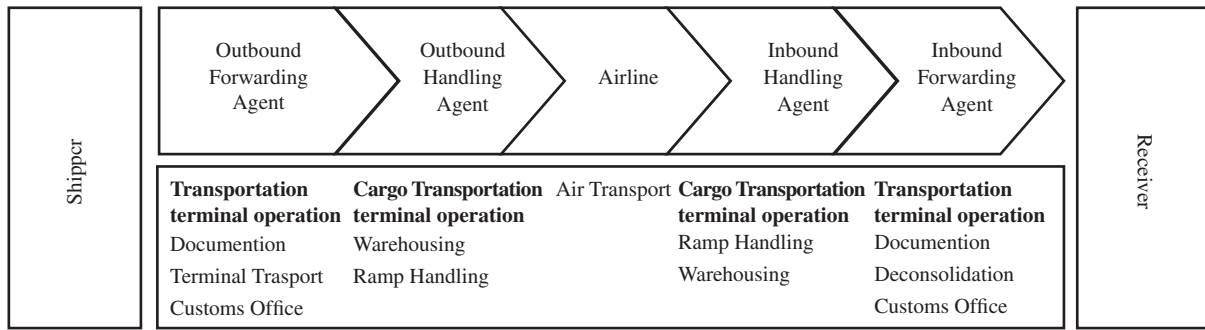 Shipper
Outbound
Forwarding
Agent
Outbound
Handling
Agent
Airline
Inbound
Handling
Agent
Inbound
Forwarding
Agent
Receiver
Transportation
terminal operation
Documention
Terminal Trasport
Customs Office
Cargo Transportation
terminal operation
Warehousing
Ramp Handling
Air Transport
Cargo Transportation
terminal operation
Ramp Handling
Warehousing
Transportation
terminal operation
Documention
Deconsolidation
Customs Office